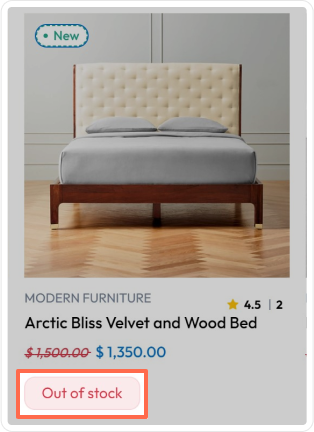 New
MODERN FURNITURE
4.5 | 2
Arctic Bliss Velvet and Wood Bed
$ 1,500.00 $ 1,350.00
Out of stock